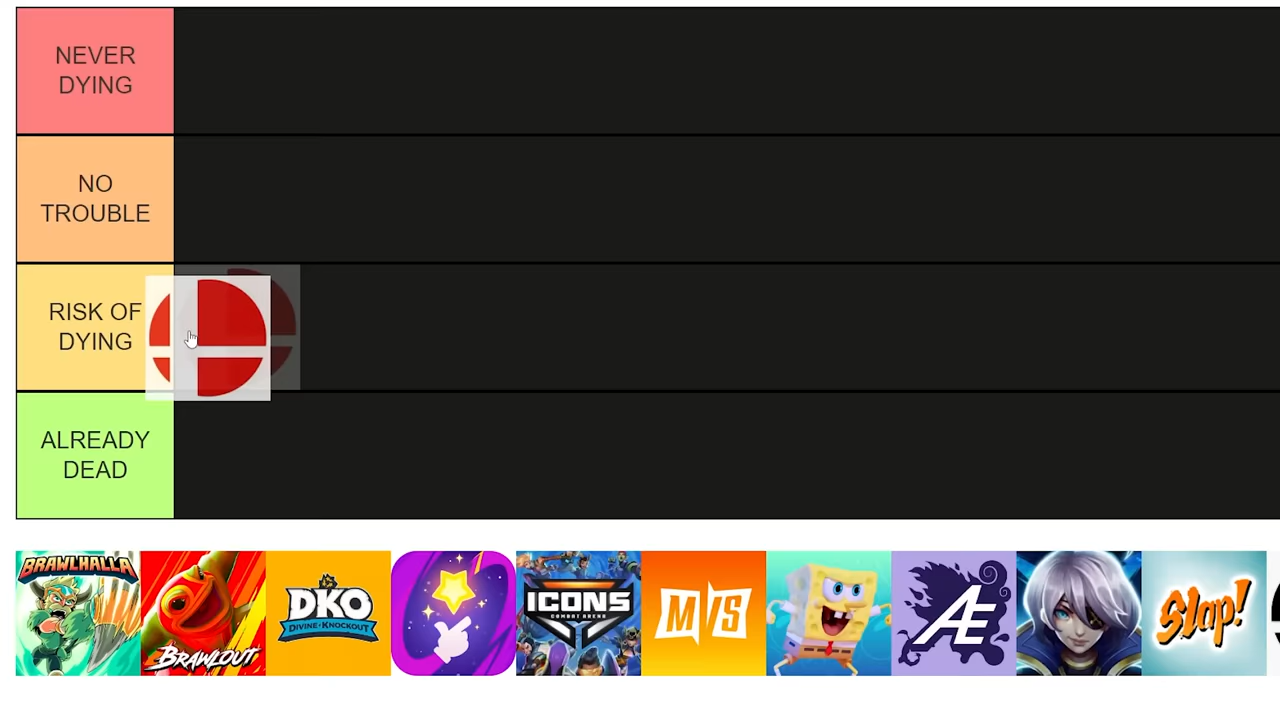 NEVER
DYING
NO
TROUBLE
RISK OF
DYING
ALREADY
DEAD
BRAWLHALLA
BRAWLOUT
DKO
DIVINE•KNOCKOUT
ICONS
COMBAT ARENA
M/S
Æ
Slap!